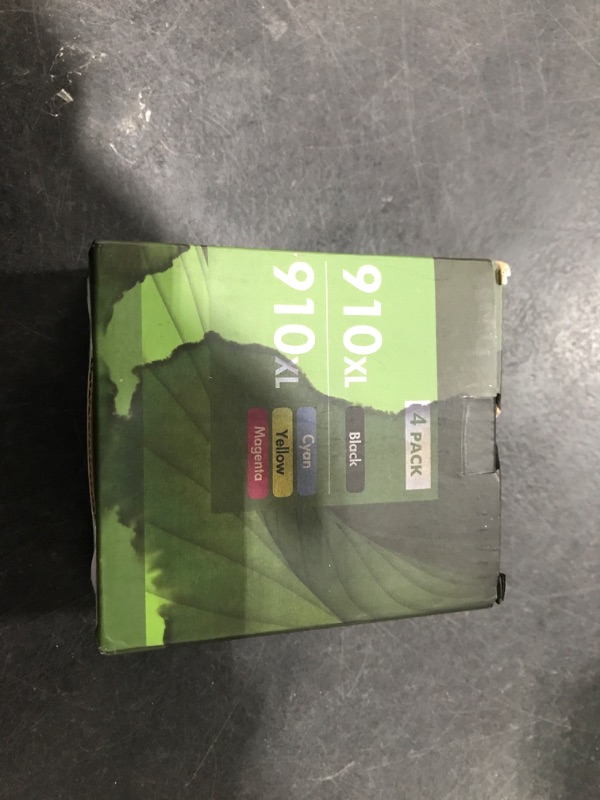 4 PACK
910XL Black
910XL Cyan
Yellow
Magenta